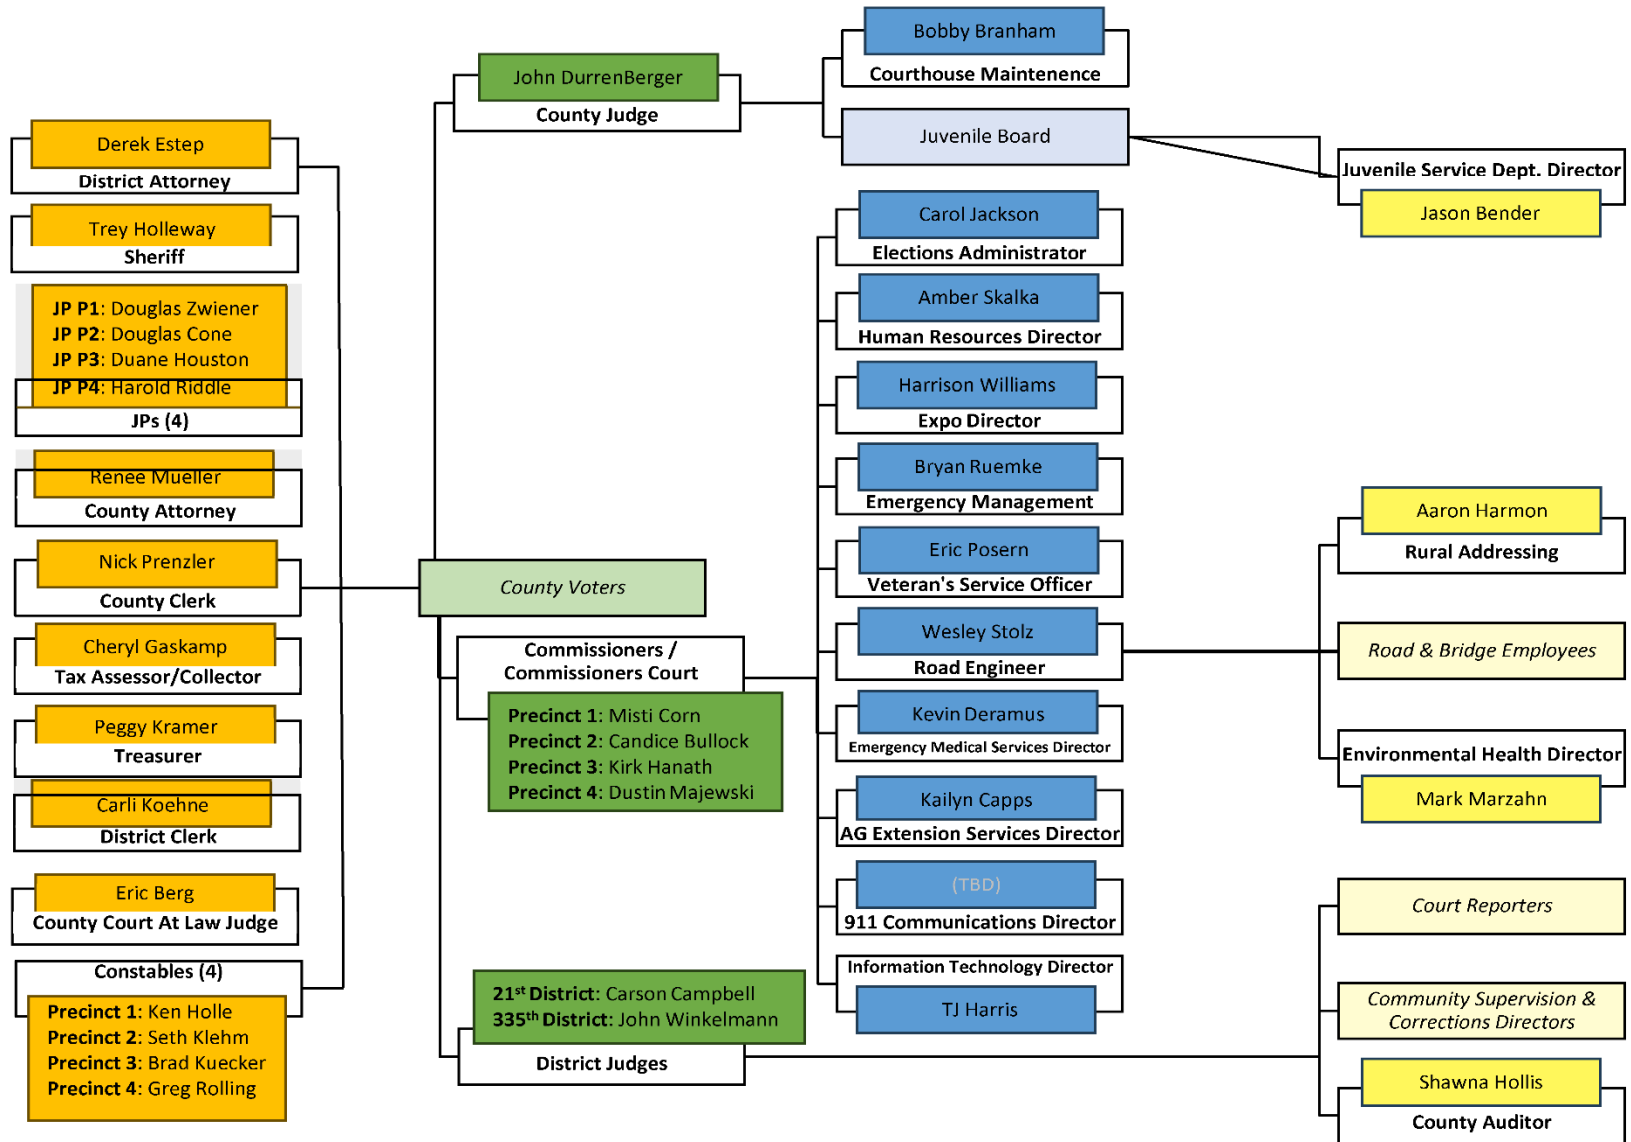 Derek Estep
District Attorney
Trey Holleway
Sheriff
JP P1: Douglas Zwiener
JP P2: Douglas Cone
JP P3: Duane Houston
JP P4: Harold Riddle
JPs (4)
Renee Mueller
County Attorney
Nick Prenzler
County Clerk
Cheryl Gaskamp
Tax Assessor/Collector
Peggy Kramer
Treasurer
Carli Koehne
District Clerk
Eric Berg
County Court At Law Judge
Constables (4)
Precinct 1: Ken Holle
Precinct 2: Seth Klehm
Precinct 3: Brad Kuecker
Precinct 4: Greg Rolling
County Voters
John DurrenBerger
County Judge
Commissioners /
Commissioners Court
Precinct 1: Misti Corn
Precinct 2: Candice Bullock
Precinct 3: Kirk Hanath
Precinct 4: Dustin Majewski
21st District: Carson Campbell
335th District: John Winkelmann
District Judges
Bobby Branham
Courthouse Maintenence
Juvenile Board
Carol Jackson
Elections Administrator
Amber Skalka
Human Resources Director
Harrison Williams
Expo Director
Bryan Ruemke
Emergency Management
Eric Posern
Veteran's Service Officer
Wesley Stolz
Road Engineer
Kevin Deramus
Emergency Medical Services Director
Kailyn Capps
AG Extension Services Director
(TBD)
911 Communications Director
Information Technology Director
TJ Harris
Juvenile Service Dept. Director
Jason Bender
Aaron Harmon
Rural Addressing
Road & Bridge Employees
Environmental Health Director
Mark Marzahn
Court Reporters
Community Supervision &
Corrections Directors
Shawna Hollis
County Auditor